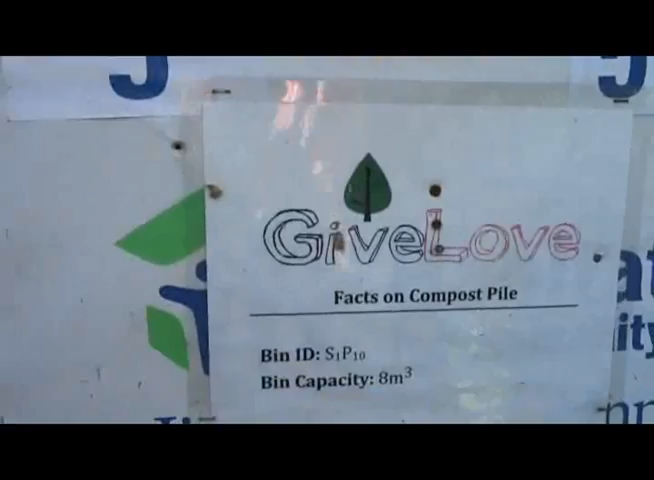 GiveLove
Facts on Compost Pile
Bin ID: S₁P₁₀
Bin Capacity: 8m³